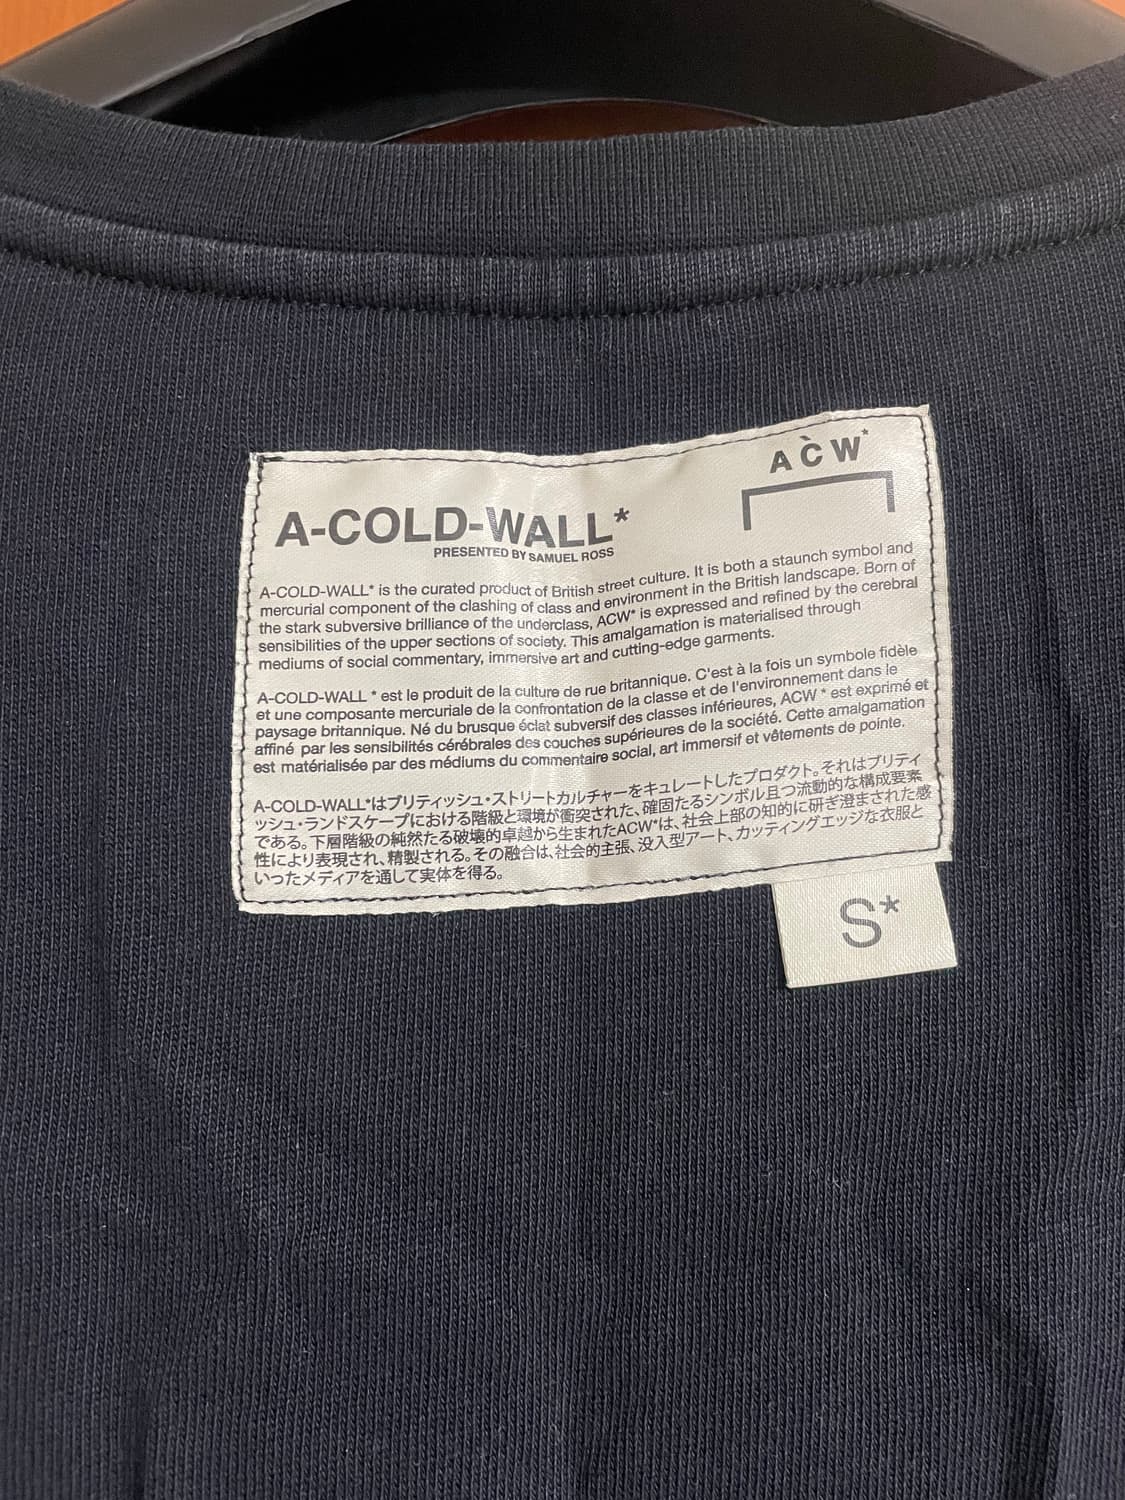 ACW*
A-COLD-WALL*
PRESENTED BY SAMUEL ROSS
A-COLD-WALL* is the curated product of British street culture. It is both a staunch symbol and
mercurial component of the clashing of class and environment in the British landscape. Born of
the stark subversive brilliance of the underclass, ACW* is expressed and refined by the cerebral
sensibilities of the upper sections of society. This amalgamation is materialised through
mediums of social commentary, immersive art and cutting-edge garments.
A-COLD-WALL * est le produit de la culture de rue britannique. C'est à la fois un symbole fidèle
et une composante mercuriale de la confrontation de la classe et de l'environnement dans le
paysage britannique. Né du brusque éclat subversif des classes inférieures, ACW * est exprimé et
affiné par les sensibilités cérébrales des couches supérieures de la société. Cette amalgamation
est matérialisée par des médiums du commentaire social, art immersif et vêtements de pointe.
A-COLD-WALL*はブリティッシュ・ストリートカルチャーをキュレートしたプロダクト。それはブリティ
ッシュ・ランドスケープにおける階級と環境が衝突された、確固たるシンボル且つ流動的な構成要素
である。下層階級の純然たる破壊的卓越から生まれたACW*は、社会上部の知的に研ぎ澄まされた感
性により表現され、精製される。その融合は、社会的主張、没入型アート、カッティングエッジな衣服と
いったメディアを通して実体を得る。
S*